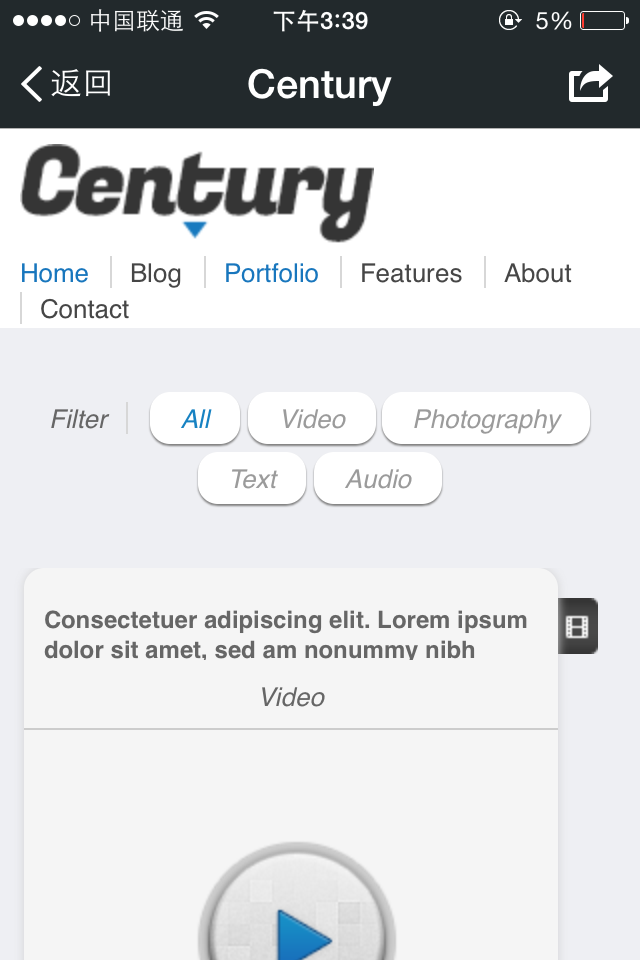 中国联通 下午3:39 5%
返回 Century
Century
Home Blog Portfolio Features About
Contact
Filter All Video Photography
Text Audio
Consectetuer adipiscing elit. Lorem ipsum
dolor sit amet, sed am nonummy nibh
Video